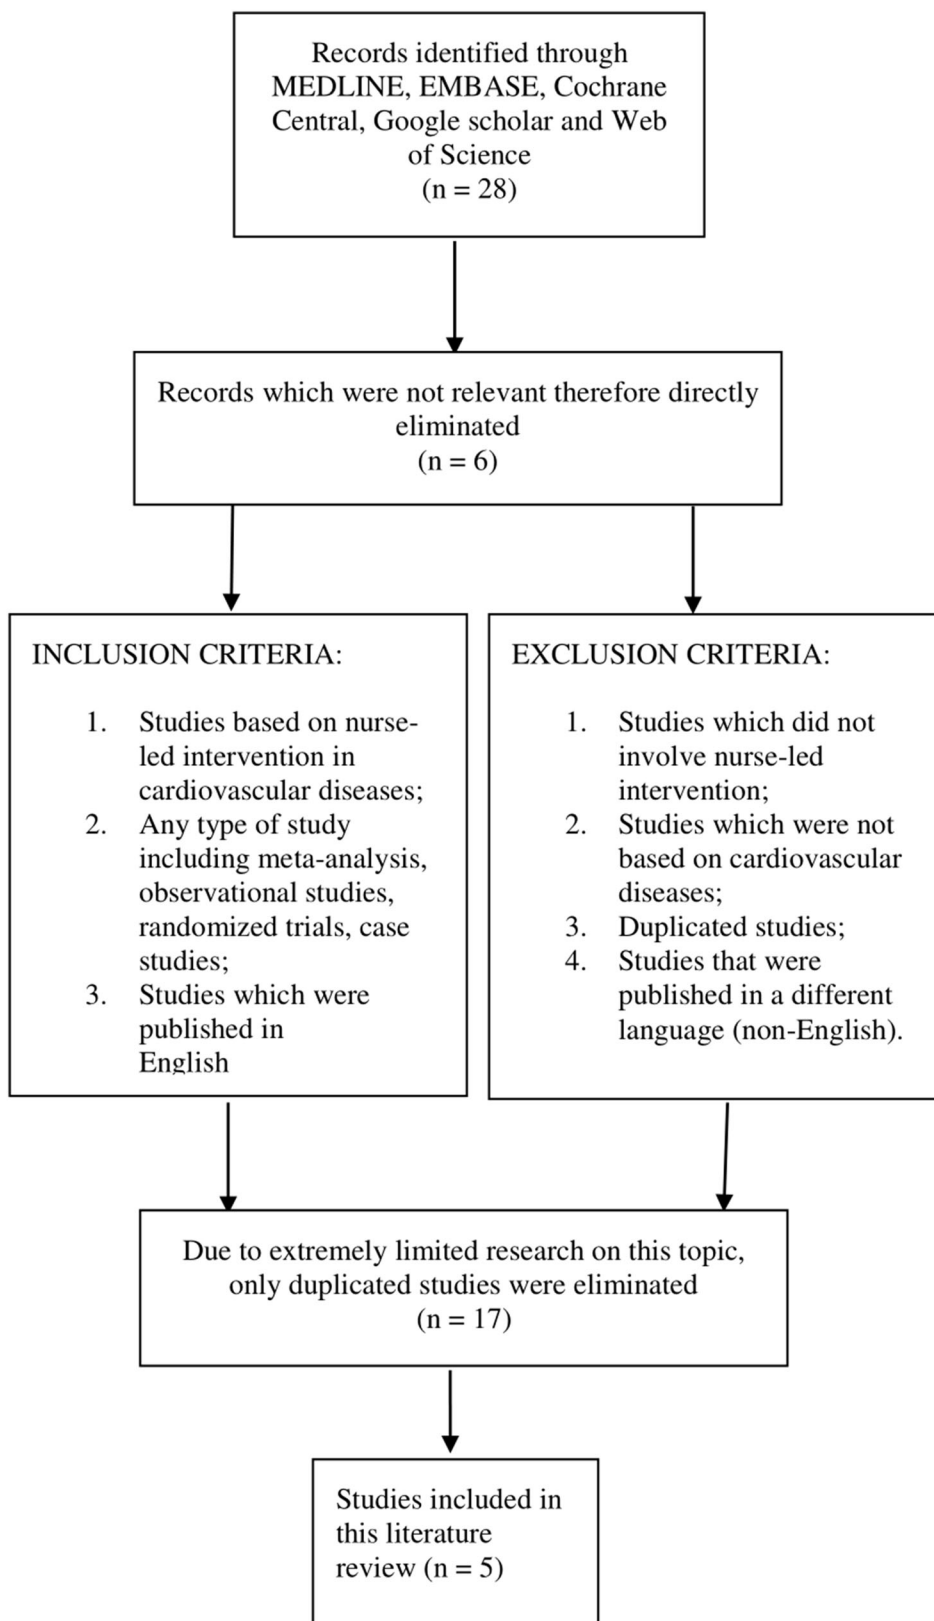 Records identified through
MEDLINE, EMBASE, Cochrane
Central, Google scholar and Web
of Science
(n = 28)
Records which were not relevant therefore directly
eliminated
(n = 6)
INCLUSION CRITERIA:
1. Studies based on nurse-
led intervention in
cardiovascular diseases;
2. Any type of study
including meta-analysis,
observational studies,
randomized trials, case
studies;
3. Studies which were
published in
English
EXCLUSION CRITERIA:
1. Studies which did not
involve nurse-led
intervention;
2. Studies which were not
based on cardiovascular
diseases;
3. Duplicated studies;
4. Studies that were
published in a different
language (non-English).
Due to extremely limited research on this topic,
only duplicated studies were eliminated
(n = 17)
Studies included in
this literature
review (n = 5)